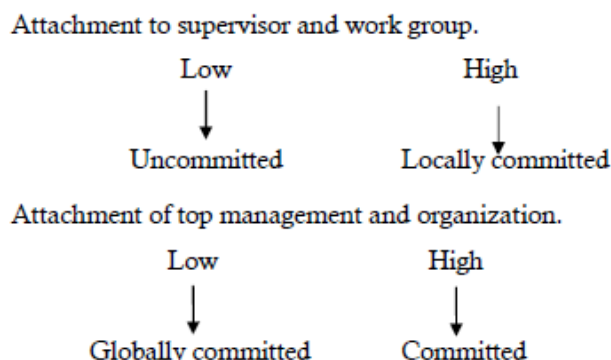 Attachment to supervisor and work group.
Low High
Uncommitted Locally committed
Attachment of top management and organization.
Low High
Globally committed Committed